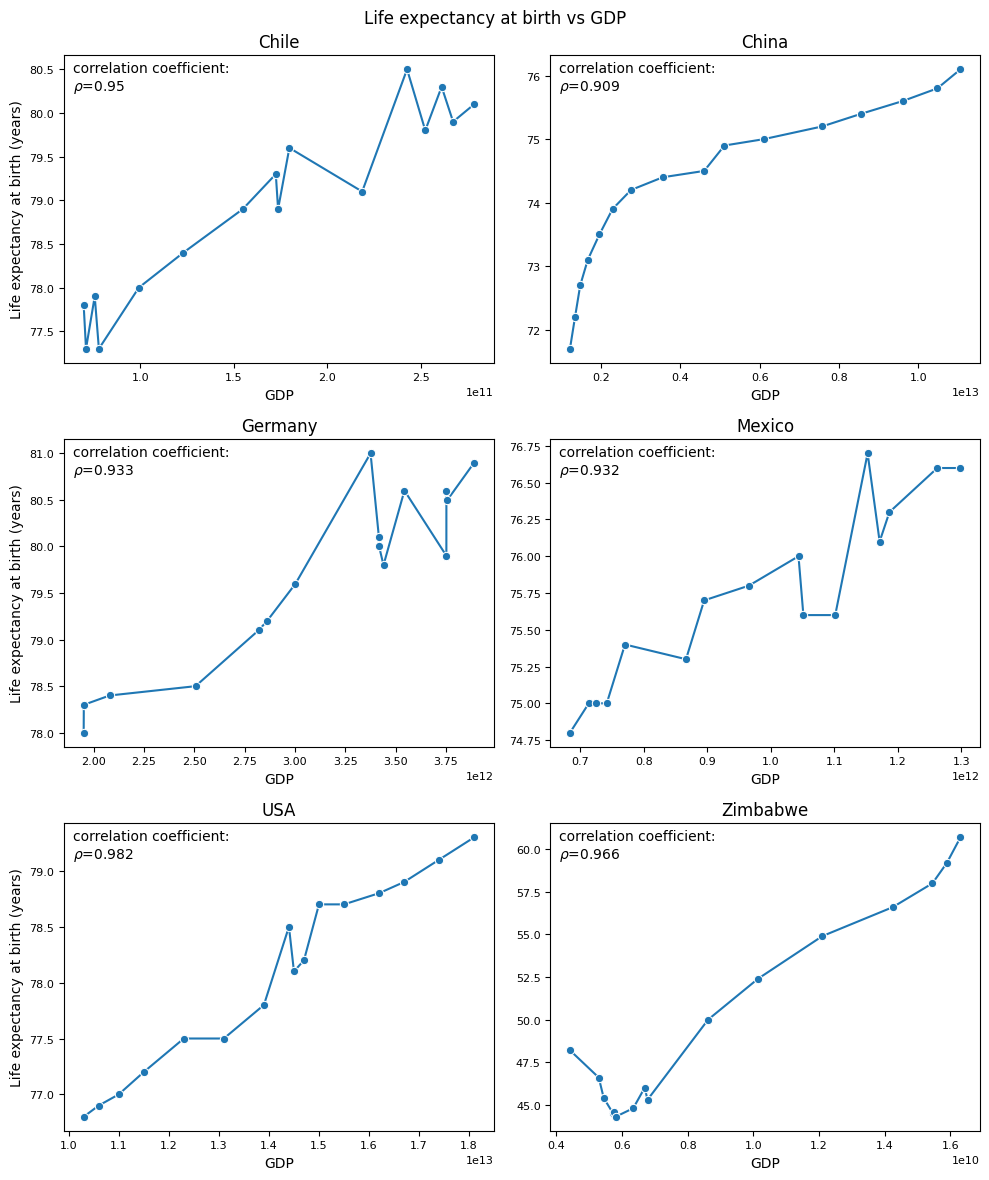 Life expectancy at birth vs GDP
Chile
correlation coefficient:
ρ=0.95
Life expectancy at birth (years)
80.5
80.0
79.5
79.0
78.5
78.0
77.5
1.0 1.5 2.0 2.5
1e11
GDP
China
correlation coefficient:
ρ=0.909
76
75
74
73
72
0.2 0.4 0.6 0.8 1.0
1e13
GDP
Germany
correlation coefficient:
ρ=0.933
Life expectancy at birth (years)
81.0
80.5
80.0
79.5
79.0
78.5
78.0
2.00 2.25 2.50 2.75 3.00 3.25 3.50 3.75
1e12
GDP
Mexico
correlation coefficient:
ρ=0.932
76.75
76.50
76.25
76.00
75.75
75.50
75.25
75.00
74.75
0.7 0.8 0.9 1.0 1.1 1.2 1.3
1e12
GDP
USA
correlation coefficient:
ρ=0.982
Life expectancy at birth (years)
79.0
78.5
78.0
77.5
77.0
1.0 1.1 1.2 1.3 1.4 1.5 1.6 1.7 1.8
1e13
GDP
Zimbabwe
correlation coefficient:
ρ=0.966
60.0
57.5
55.0
52.5
50.0
47.5
45.0
0.4 0.6 0.8 1.0 1.2 1.4 1.6
1e10
GDP